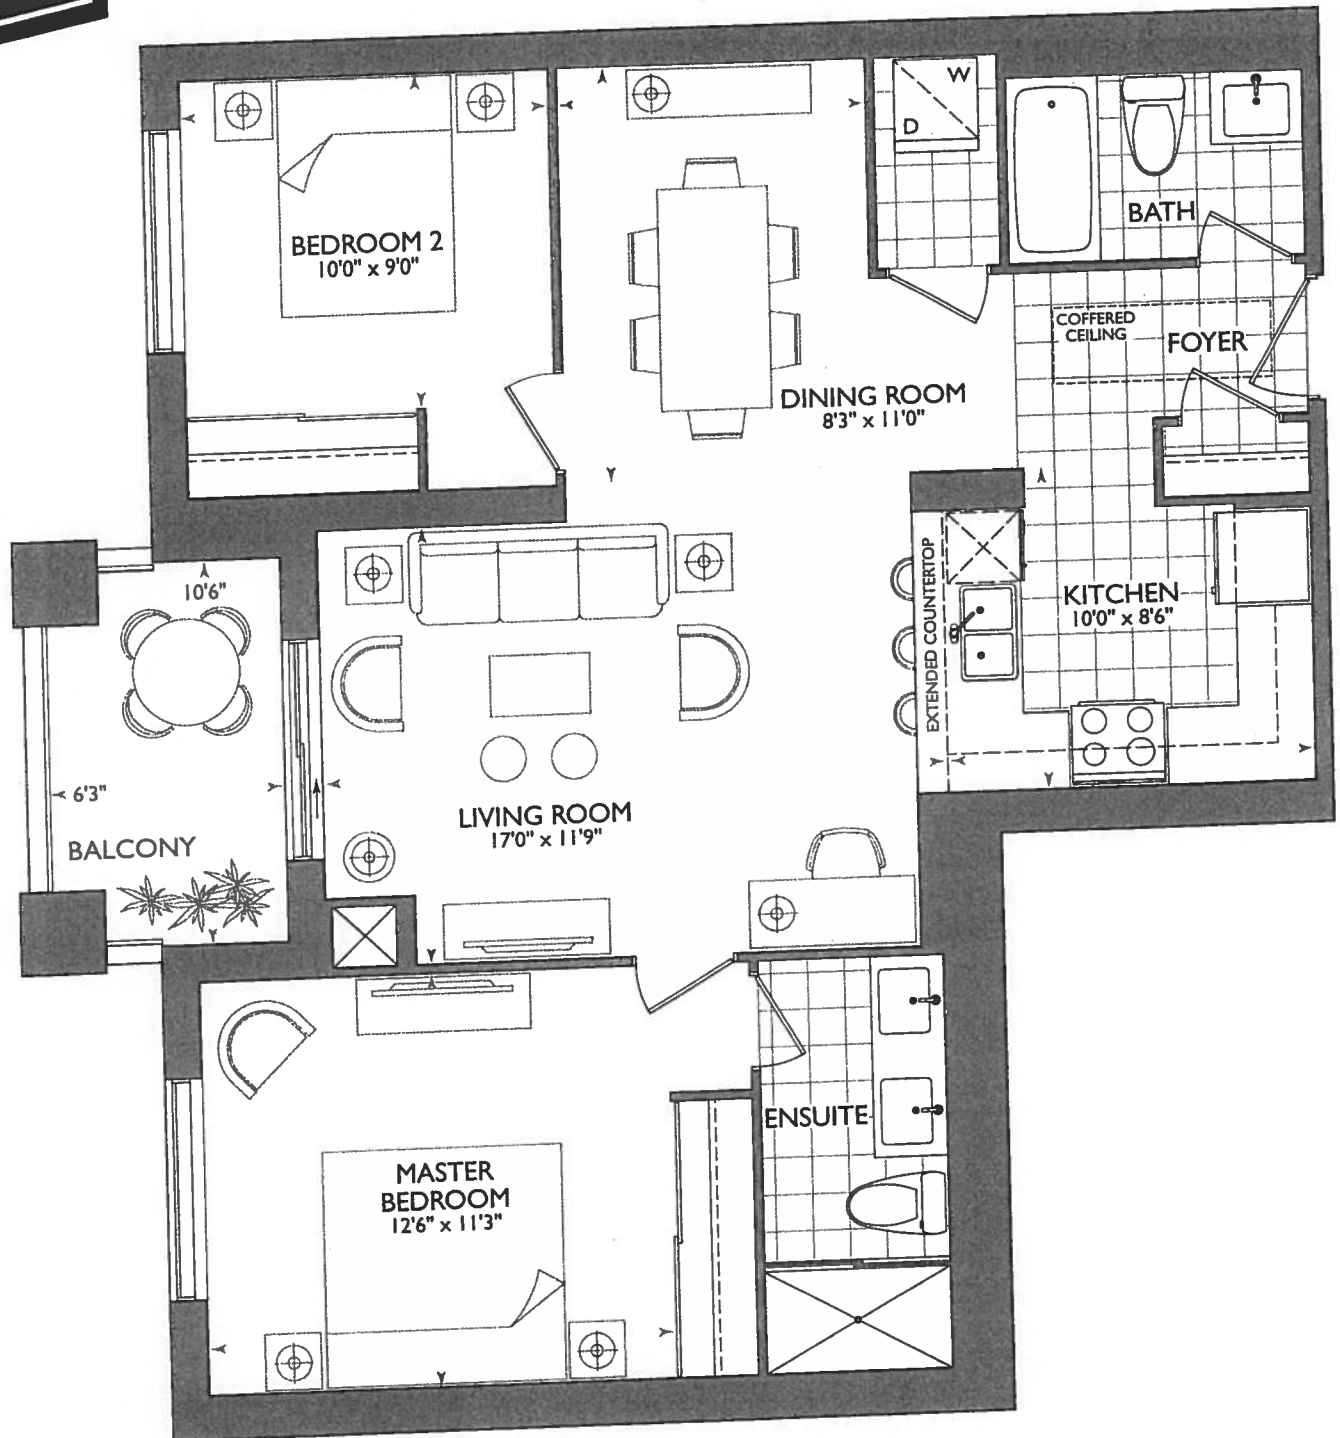 W
D
BATH
BEDROOM 2
10'0" x 9'0"
COFFERED
CEILING
FOYER
DINING ROOM
8'3" x 11'0"
10'6"
EXTENDED COUNTERTOP
KITCHEN
10'0" x 8'6"
6'3"
LIVING ROOM
17'0" x 11'9"
BALCONY
ENSUITE
MASTER
BEDROOM
12'6" x 11'3"